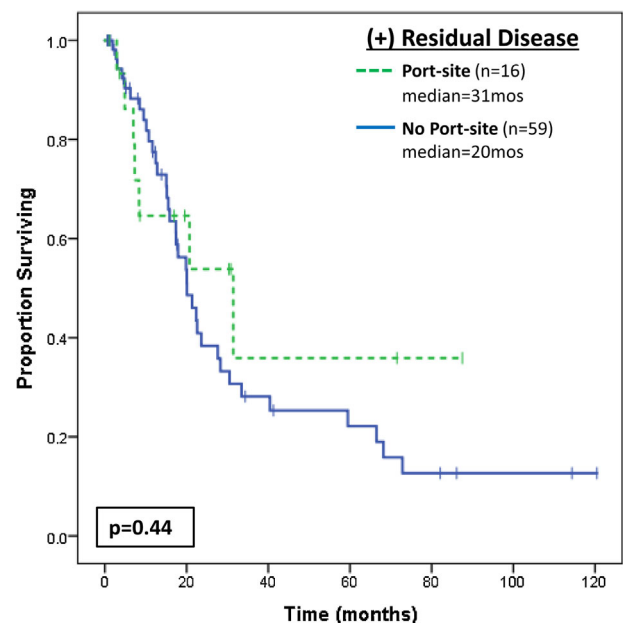 (+) Residual Disease
Port-site (n=16)
median=31mos
No Port-site (n=59)
median=20mos
Proportion Surviving
1.0
0.8
0.6
0.4
0.2
0.0
p=0.44
0 20 40 60 80 100 120
Time (months)